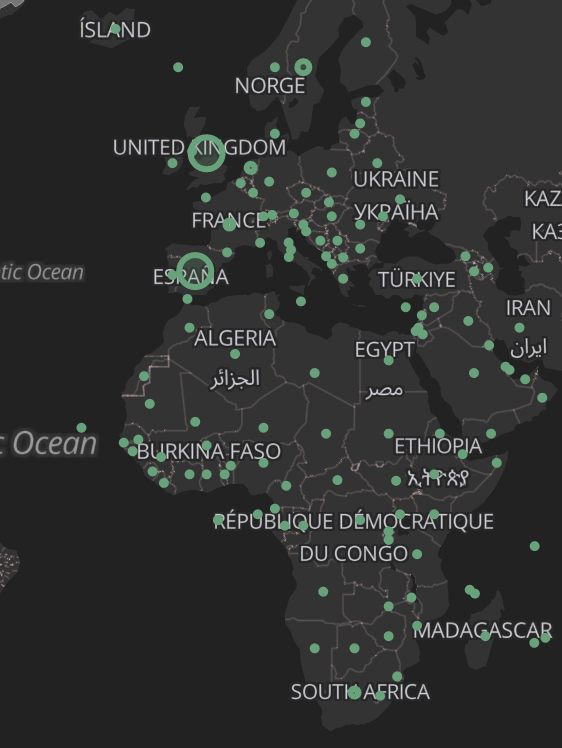 ÍSLAND
NORGE
UNITED KINGDOM
UKRAINE
УКРАЇНА
KAZ
КАЗ
FRANCE
ESPAÑA
tic Ocean
TÜRKIYE
IRAN
ایران
ALGERIA
الجزائر
EGYPT
مصر
c Ocean
BURKINA FASO
ETHIOPIA
ኢትዮጵያ
RÉPUBLIQUE DÉMOCRATIQUE
DU CONGO
MADAGASCAR
SOUTH AFRICA